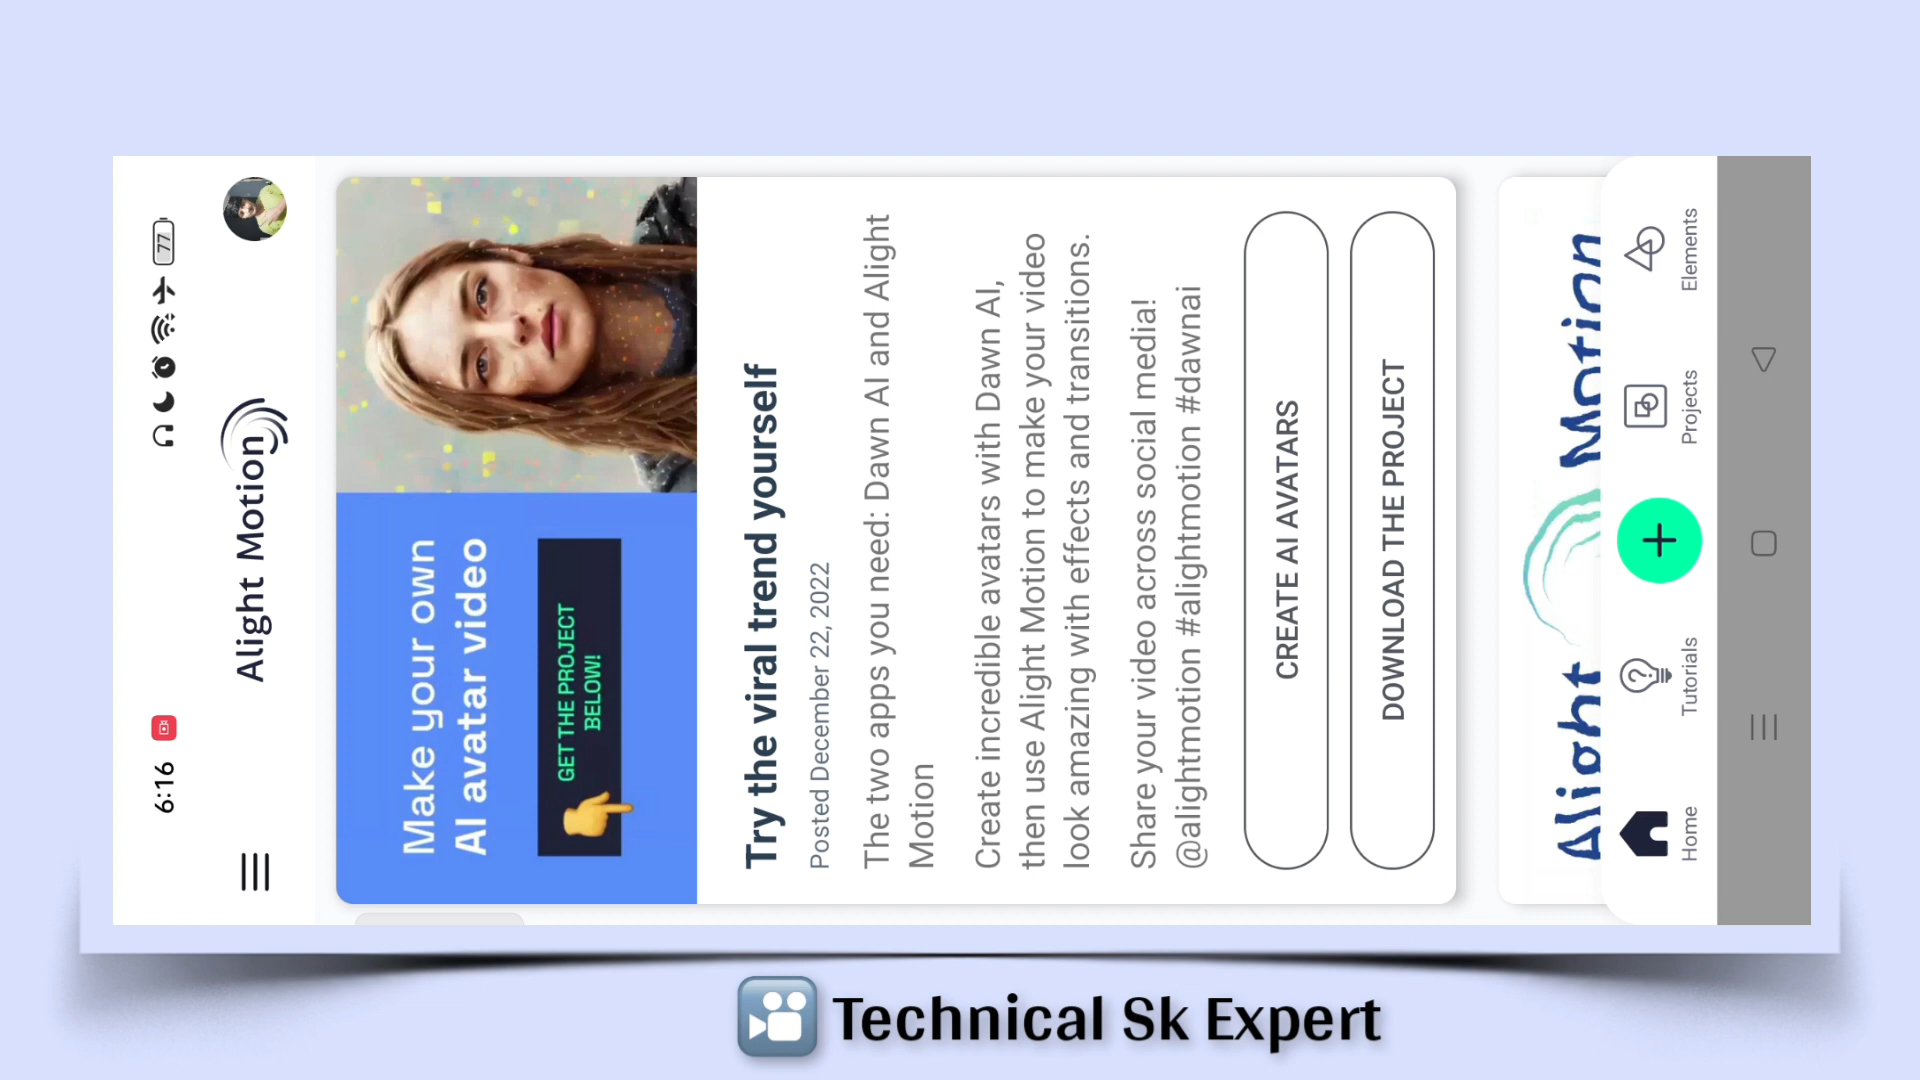 6:16
77
Alight Motion
Make your own
AI avatar video
GET THE PROJECT
BELOW!
Try the viral trend yourself
Posted December 22, 2022
The two apps you need: Dawn AI and Alight
Motion
Create incredible avatars with Dawn AI,
then use Alight Motion to make your video
look amazing with effects and transitions.
Share your video across social media!
@alightmotion #alightmotion #dawnai
CREATE AI AVATARS
DOWNLOAD THE PROJECT
Alight Motion
Home
Tutorials
Projects
Elements
Technical Sk Expert